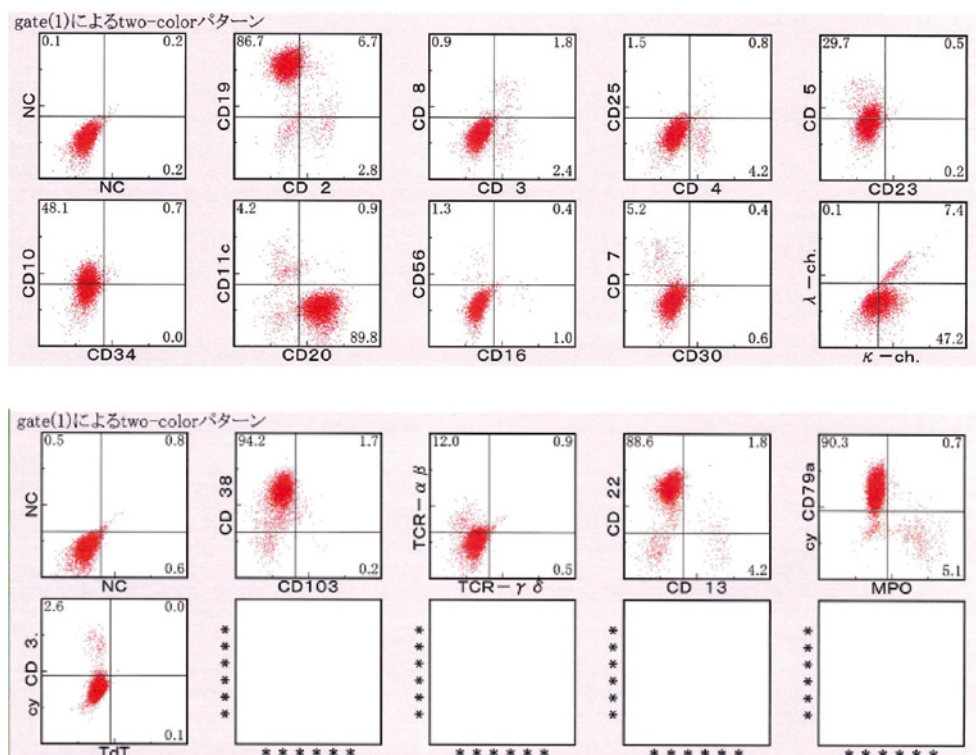 gate(1)によるtwo-colorパターン
0.1 0.2
NC
0.2
NC
86.7 6.7
CD19
2.8
CD 2
0.9 1.8
CD 8
2.4
CD 3
1.5 0.8
CD25
4.2
CD 4
29.7 0.5
CD 5
0.2
CD23
48.1 0.7
CD10
0.0
CD34
4.2 0.9
CD11c
89.8
CD20
1.3 0.4
CD56
1.0
CD16
5.2 0.4
CD 7
0.6
CD30
0.1 7.4
λ-ch.
47.2
κ-ch.
gate(1)によるtwo-colorパターン
0.5 0.8
NC
0.6
NC
94.2 1.7
CD 38
0.2
CD103
12.0 0.9
TCR-αβ
0.5
TCR-γδ
88.6 1.8
CD 22
4.2
CD 13
90.3 0.7
cy CD79a
5.1
MPO
2.6 0.0
cy CD 3.
0.1
TdT
******
******
******
******
******
******
******
******